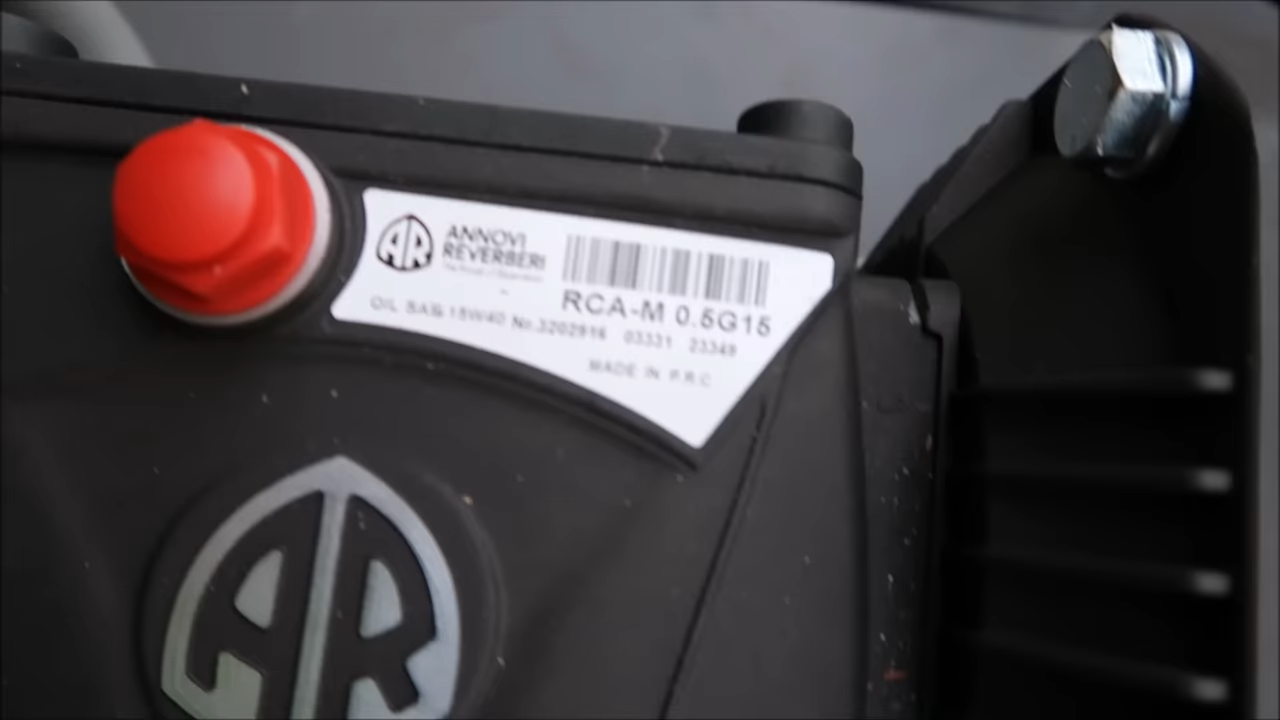 AR
ANNOVI
REVERBERI
RCA-M 0.5G15
OIL SAE 15W40 Nr.3202916 03331 23349
MADE IN P.R.C
AR